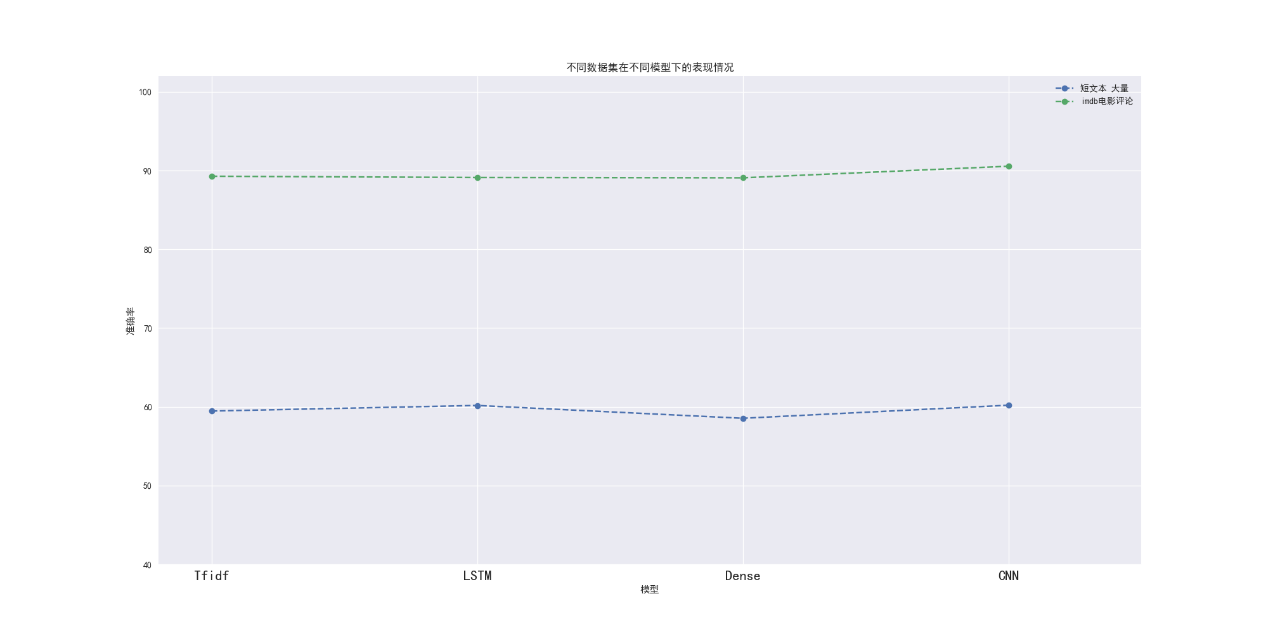 不同数据集在不同模型下的表现情况
短文本 大量
imdb电影评论
100
90
80
70
60
50
40
准确率
Tfidf
LSTM
Dense
CNN
模型